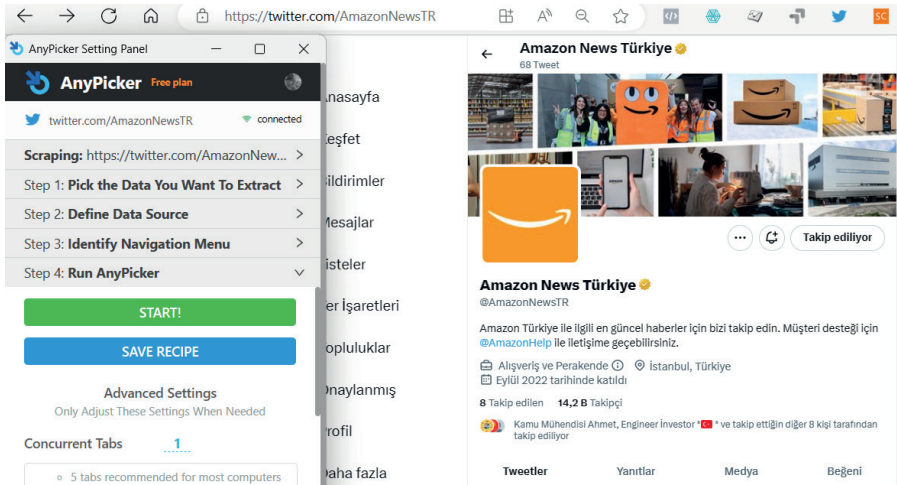 https://twitter.com/AmazonNewsTR
SC
AnyPicker Setting Panel
AnyPicker Free plan
twitter.com/AmazonNewsTR connected
Scraping: https://twitter.com/AmazonNew...
Step 1: Pick the Data You Want To Extract
Step 2: Define Data Source
Step 3: Identify Navigation Menu
Step 4: Run AnyPicker
START!
SAVE RECIPE
Advanced Settings
Only Adjust These Settings When Needed
Concurrent Tabs 1
5 tabs recommended for most computers
nasayfa
eşfet
ildirimler
esajlar
isteler
er İşaretleri
opluluklar
naylanmış
rofil
aha fazla
Amazon News Türkiye
68 Tweet
Takip ediliyor
Amazon News Türkiye
@AmazonNewsTR
Amazon Türkiye ile ilgili en güncel haberler için bizi takip edin. Müşteri desteği için
@AmazonHelp ile iletişime geçebilirsiniz.
Alışveriş ve Perakende İstanbul, Türkiye
Eylül 2022 tarihinde katıldı
8 Takip edilen 14,2 B Takipçi
Kamu Mühendisi Ahmet, Engineer İnvestor "🇹🇷 " ve takip ettiğin diğer 8 kişi tarafından
takip ediliyor
Tweetler Yanıtlar Medya Beğeni